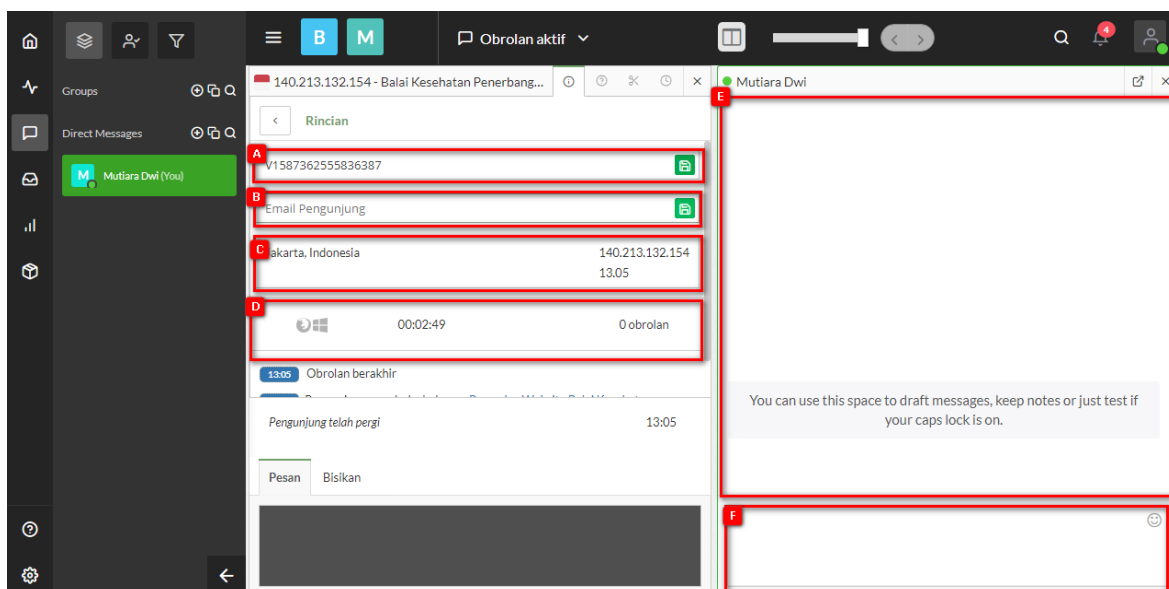 B M Obrolan aktif 4
Groups
Direct Messages
M Mutiara Dwi (You)
140.213.132.154 - Balai Kesehatan Penerbang...
Rincian
A
V1587362555836387
B
Email Pengunjung
C
akarta, Indonesia 140.213.132.154
13.05
D
00:02:49 0 obrolan
13:05 Obrolan berakhir
Pengunjung telah pergi 13:05
Pesan Bisikan
Mutiara Dwi
E
You can use this space to draft messages, keep notes or just test if
your caps lock is on.
F